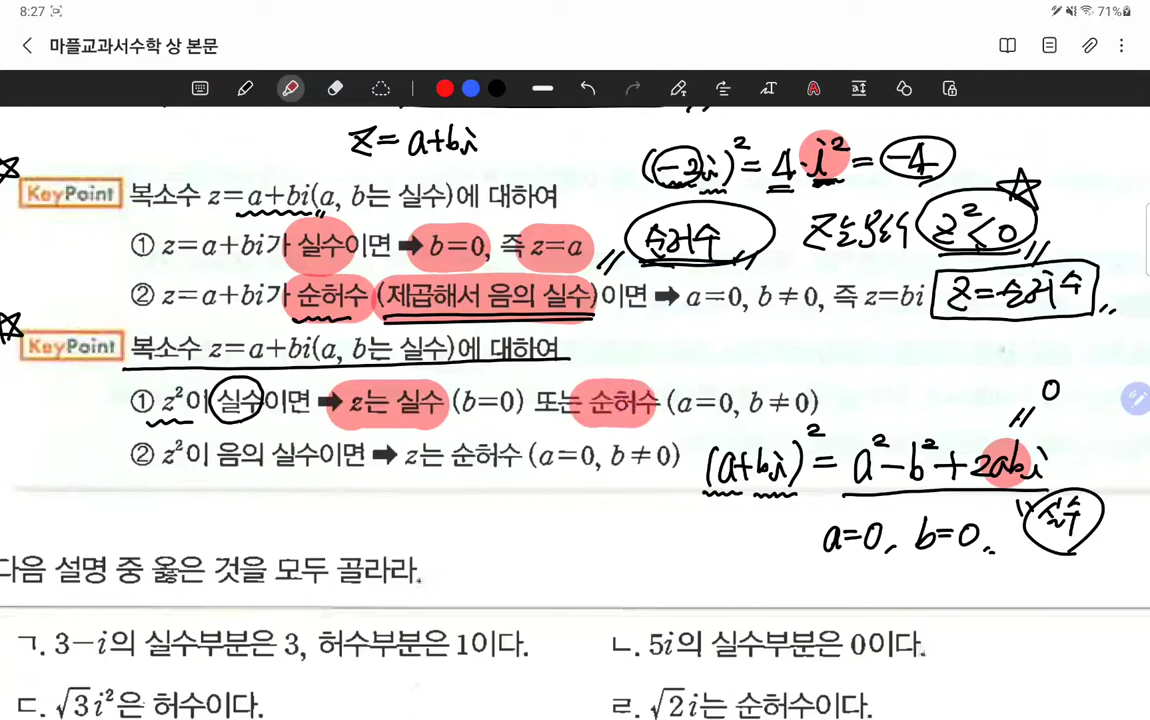 8:27
71%
마플교과서수학 상 본문
z = a+bi
(-2i)² = 4·i² = -4
KeyPoint 복소수 z=a+bi(a, b는 실수)에 대하여
순허수
z² < 0
① z=a+bi가 실수이면 ➡ b=0, 즉 z=a
② z=a+bi가 순허수(제곱해서 음의 실수)이면 ➡ a=0, b≠0, 즉 z=bi
z=순허수
KeyPoint 복소수 z=a+bi(a, b는 실수)에 대하여
① z²이 실수이면 ➡ z는 실수 (b=0) 또는 순허수 (a=0, b≠0)
0
② z²이 음의 실수이면 ➡ z는 순허수 (a=0, b≠0)
(a+bi)² = a²-b²+2abi
실수
a=0, b=0
다음 설명 중 옳은 것을 모두 골라라.
ㄱ. 3-i의 실수부분은 3, 허수부분은 1이다.
ㄴ. 5i의 실수부분은 0이다.
ㄷ. √3i²은 허수이다.
ㄹ. √2i는 순허수이다.